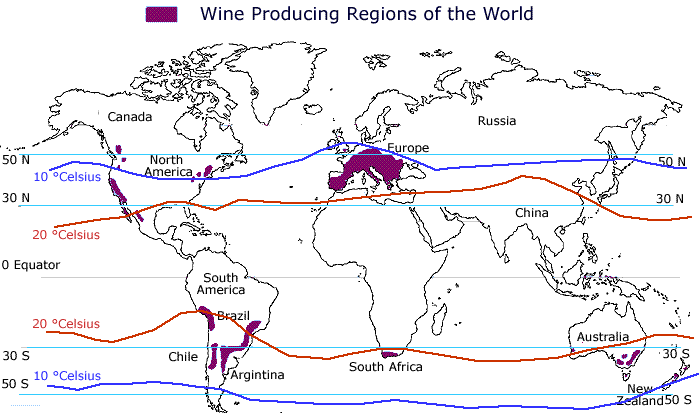 Wine Producing Regions of the World
Canada
Russia
Europe
50 N
North
America
50 N
10 °Celsius
30 N
30 N
China
20 °Celsius
0 Equator
South
America
Brazil
20 °Celsius
Australia
30 S
Chile
30 S
South Africa
10 °Celsius
Argintina
50 S
New
Zealand
50 S